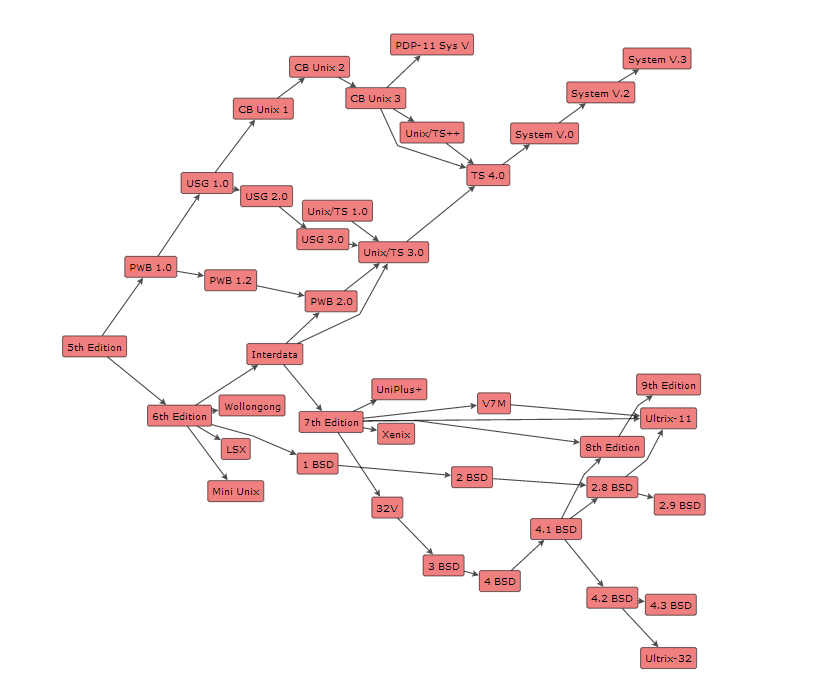 PDP-11 Sys V
System V.3
CB Unix 2
System V.2
CB Unix 3
CB Unix 1
Unix/TS++
System V.0
TS 4.0
USG 1.0
USG 2.0
Unix/TS 1.0
USG 3.0
Unix/TS 3.0
PWB 1.0
PWB 1.2
PWB 2.0
5th Edition
Interdata
9th Edition
UniPlus+
Wollongong
V7M
6th Edition
7th Edition
Ultrix-11
Xenix
LSX
8th Edition
1 BSD
2 BSD
Mini Unix
2.8 BSD
32V
2.9 BSD
4.1 BSD
3 BSD
4 BSD
4.2 BSD
4.3 BSD
Ultrix-32